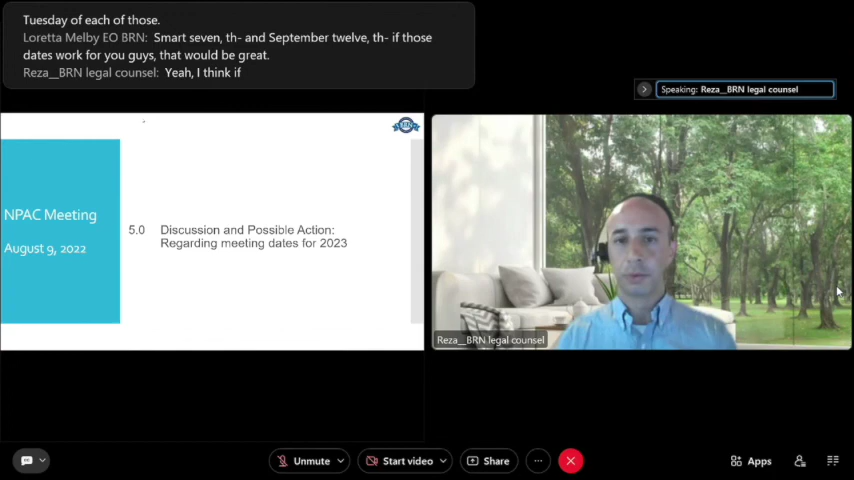 Tuesday of each of those.
Loretta Melby EO BRN: Smart seven, th- and September twelve, th- if those
dates work for you guys, that would be great.
Reza__BRN legal counsel: Yeah, I think if
Speaking: Reza__BRN legal counsel
NPAC Meeting
August 9, 2022
5.0 Discussion and Possible Action:
Regarding meeting dates for 2023
Reza__BRN legal counsel
Unmute
Start video
Share
Apps